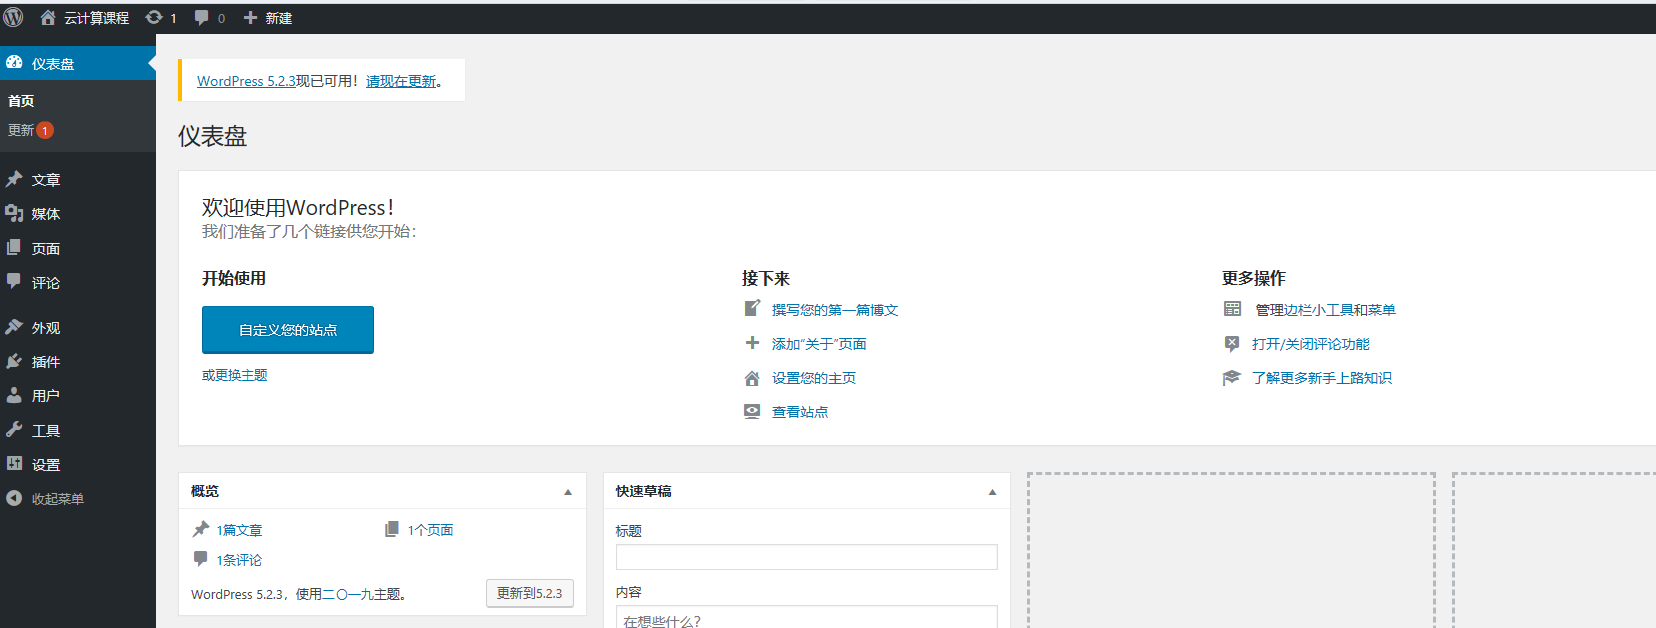 云计算课程 1 0 新建
仪表盘
首页
更新 1
文章
媒体
页面
评论
外观
插件
用户
工具
设置
收起菜单
WordPress 5.2.3现已可用！请现在更新。
仪表盘
欢迎使用WordPress！
我们准备了几个链接供您开始：
开始使用
自定义您的站点
或更换主题
接下来
撰写您的第一篇博文
添加“关于”页面
设置您的主页
查看站点
更多操作
管理边栏小工具和菜单
打开/关闭评论功能
了解更多新手上路知识
概览
1篇文章
1个页面
1条评论
WordPress 5.2.3，使用二〇一九主题。
更新到5.2.3
快速草稿
标题
内容
在想些什么？